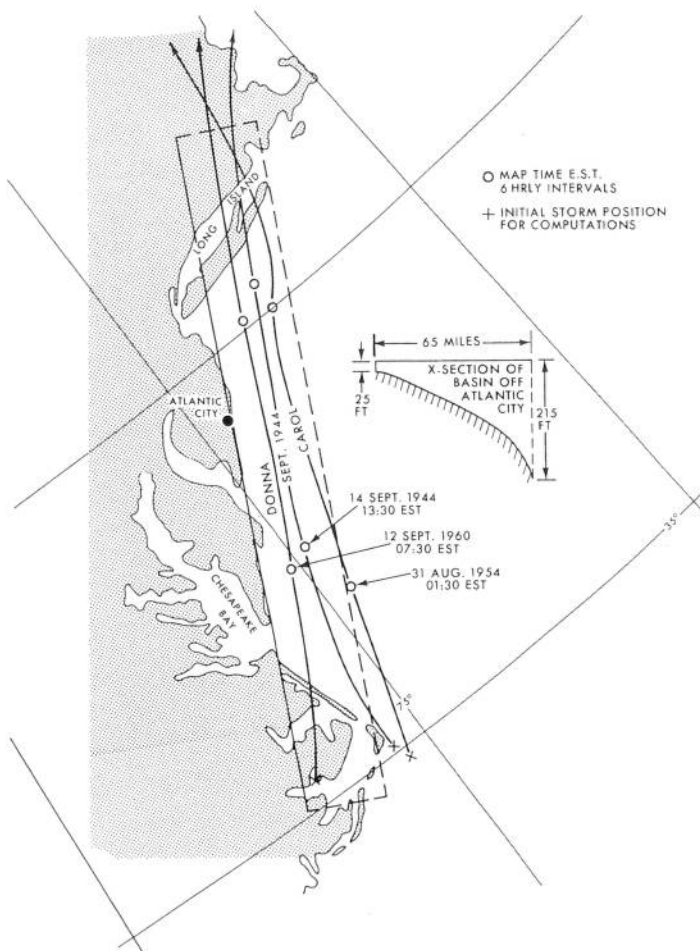 MAP TIME E.S.T.
6 HRLY INTERVALS
INITIAL STORM POSITION
FOR COMPUTATIONS
LONG ISLAND
65 MILES
X-SECTION OF
BASIN OFF
ATLANTIC
CITY
25
FT
215
FT
ATLANTIC
CITY
DONNA
SEPT. 1944
CAROL
14 SEPT. 1944
13:30 EST
12 SEPT. 1960
07:30 EST
31 AUG. 1954
01:30 EST
CHESAPEAKE
BAY
35°
75°